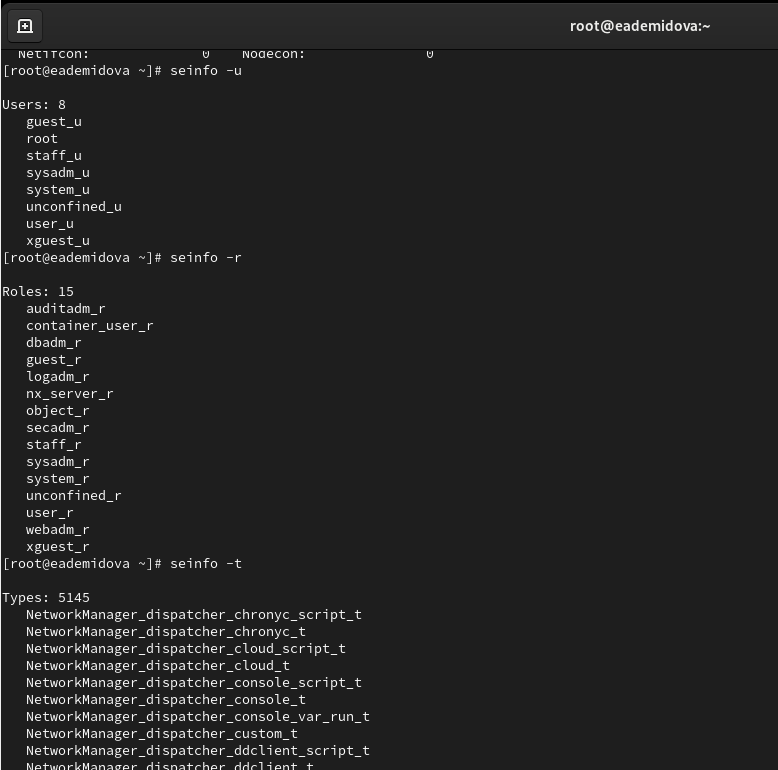 root@eademidova:~
Netifcon: 0 Nodecon: 0
[root@eademidova ~]# seinfo -u
Users: 8
guest_u
root
staff_u
sysadm_u
system_u
unconfined_u
user_u
xguest_u
[root@eademidova ~]# seinfo -r
Roles: 15
auditadm_r
container_user_r
dbadm_r
guest_r
logadm_r
nx_server_r
object_r
secadm_r
staff_r
sysadm_r
system_r
unconfined_r
user_r
webadm_r
xguest_r
[root@eademidova ~]# seinfo -t
Types: 5145
NetworkManager_dispatcher_chronyc_script_t
NetworkManager_dispatcher_chronyc_t
NetworkManager_dispatcher_cloud_script_t
NetworkManager_dispatcher_cloud_t
NetworkManager_dispatcher_console_script_t
NetworkManager_dispatcher_console_t
NetworkManager_dispatcher_console_var_run_t
NetworkManager_dispatcher_custom_t
NetworkManager_dispatcher_ddclient_script_t
NetworkManager_dispatcher_ddclient_t